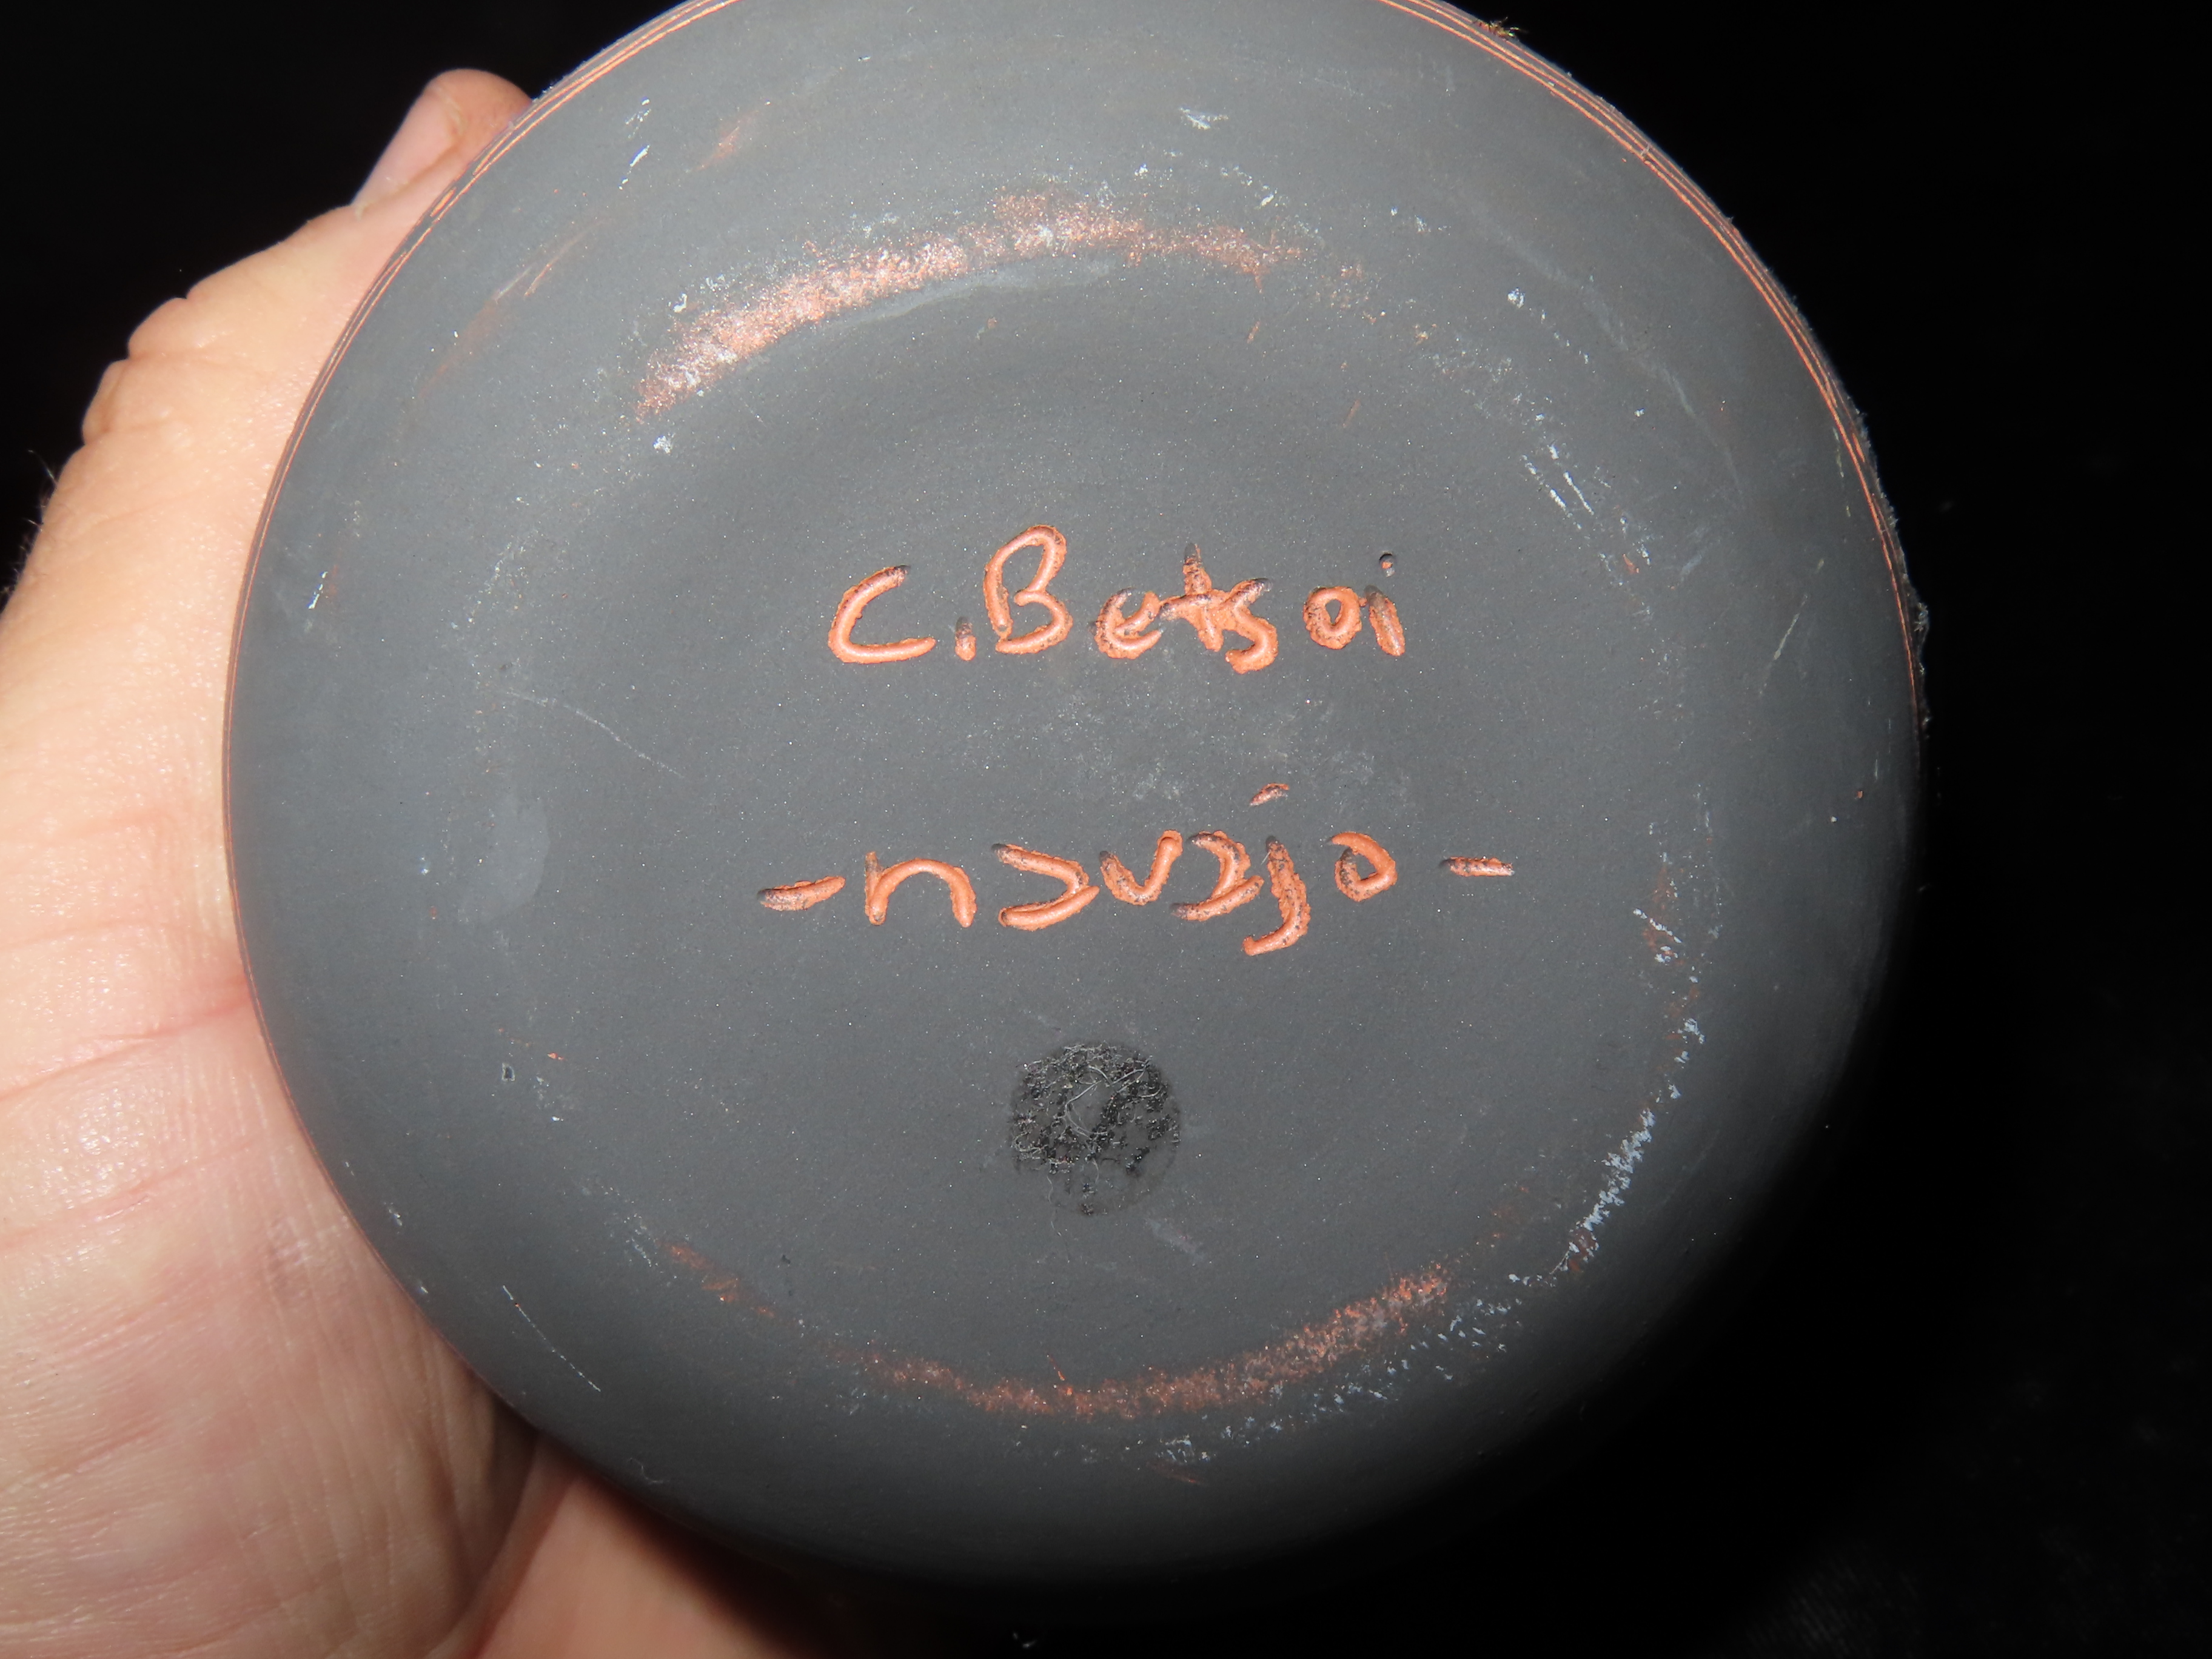 C. Betsoi
- navajo -